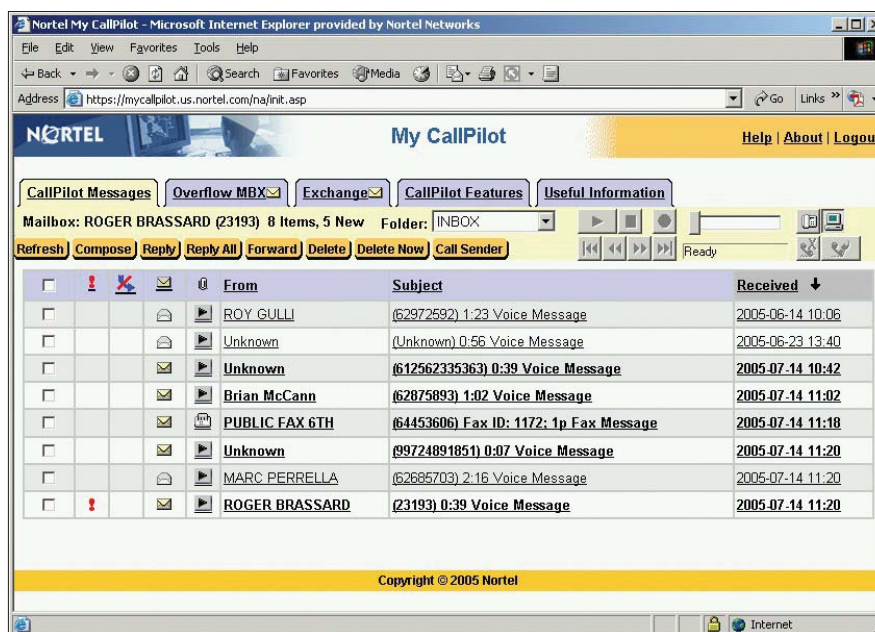 Nortel My CallPilot - Microsoft Internet Explorer provided by Nortel Networks
File Edit View Favorites Tools Help
Back Search Favorites Media
Address https://mycallpilot.us.nortel.com/na/init.asp Go Links »
NORTEL My CallPilot Help | About | Logou
CallPilot Messages Overflow MBX Exchange CallPilot Features Useful Information
Mailbox: ROGER BRASSARD (23193) 8 Items, 5 New Folder: INBOX
Refresh Compose Reply Reply All Forward Delete Delete Now Call Sender Ready
From Subject Received
ROY GULLI (62972592) 1:23 Voice Message 2005-06-14 10:06
Unknown (Unknown) 0:56 Voice Message 2005-06-23 13:40
Unknown (612562335363) 0:39 Voice Message 2005-07-14 10:42
Brian McCann (62875893) 1:02 Voice Message 2005-07-14 11:02
PUBLIC FAX 6TH (64453606) Fax ID: 1172; 1p Fax Message 2005-07-14 11:18
Unknown (99724891851) 0:07 Voice Message 2005-07-14 11:20
MARC PERRELLA (62685703) 2:16 Voice Message 2005-07-14 11:20
ROGER BRASSARD (23193) 0:39 Voice Message 2005-07-14 11:20
Copyright © 2005 Nortel
Internet